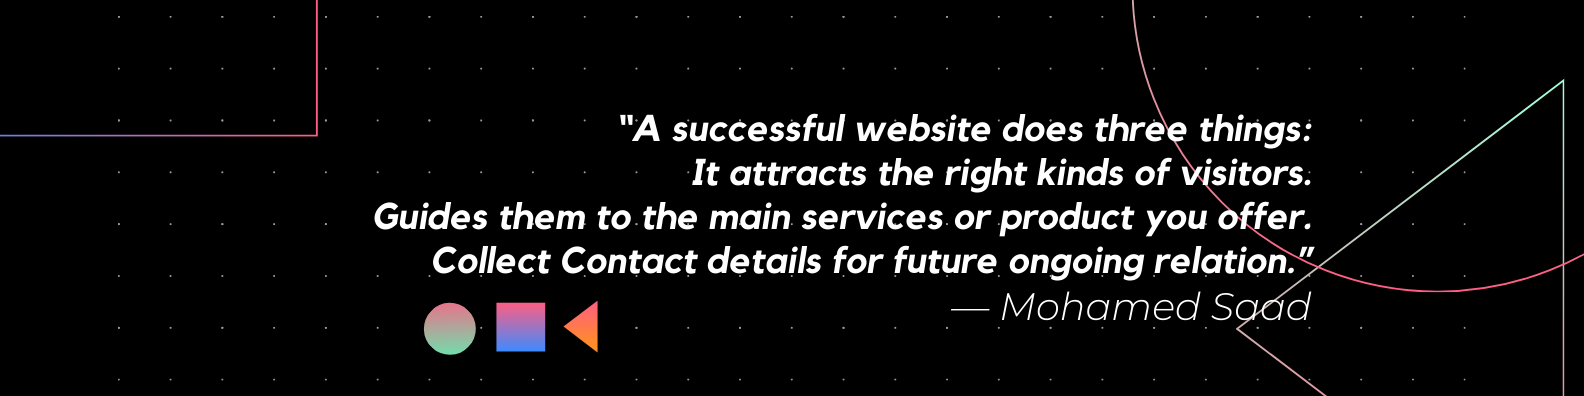 "A successful website does three things:
It attracts the right kinds of visitors.
Guides them to the main services or product you offer.
Collect Contact details for future ongoing relation.”
— Mohamed Saad